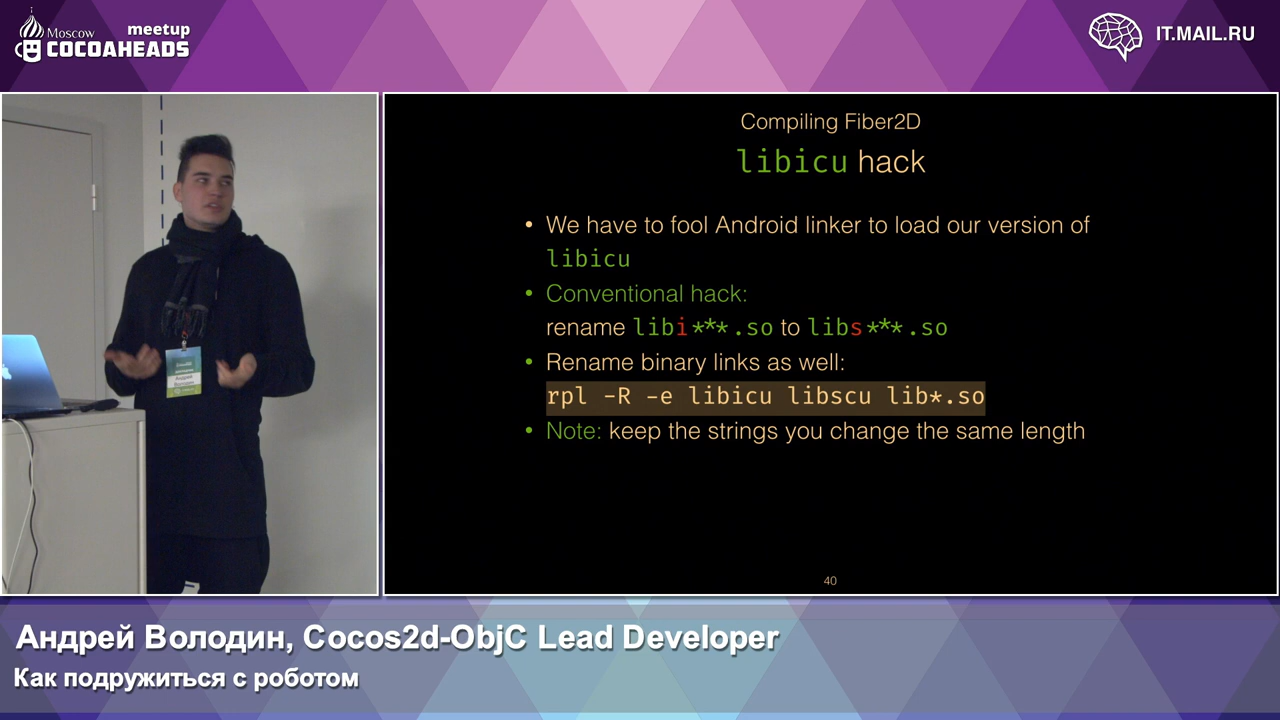 Moscow meetup
COCOAHEADS
IT.MAIL.RU
Compiling Fiber2D
libicu hack
• We have to fool Android linker to load our version of
libicu
• Conventional hack:
rename libi***.so to libs***.so
• Rename binary links as well:
rpl -R -e libicu libscu lib*.so
• Note: keep the strings you change the same length
40
Андрей
Володин
Андрей Володин, Cocos2d-ObjC Lead Developer
Как подружиться с роботом